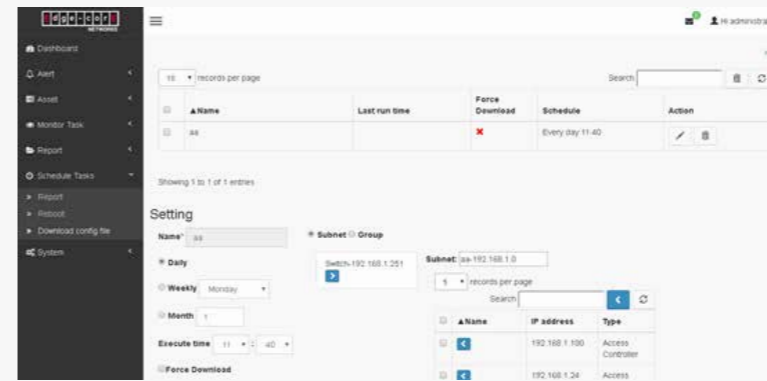 Edge-corE
NETWORKS
Hi administra
Dashboard
Alert
Asset
Monitor Task
Report
Schedule Tasks
Report
Reboot
Download config file
System
10 records per page
Search
▲Name Last run time Force Download Schedule Action
aa Every day 11:40
Showing 1 to 1 of 1 entries
Setting
Name* aa
Subnet Group
Daily
Weekly Monday
Month 1
Execute time 11 : 40
Force Download
Switch-192.168.1.251
Subnet: aa-192.168.1.0
5 records per page
Search
▲Name IP address Type
192.168.1.100 Access Controller
192.168.1.24 Access